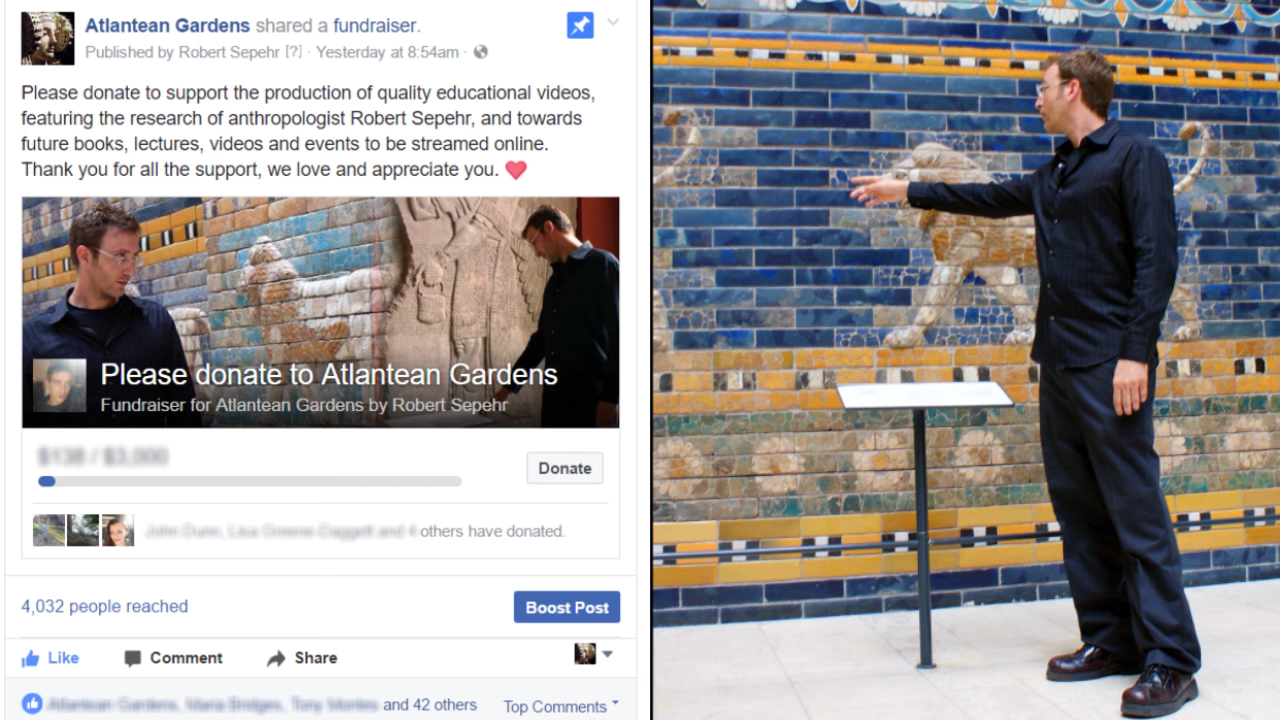 Atlantean Gardens shared a fundraiser.
Published by Robert Sepehr [?] · Yesterday at 8:54am ·
Please donate to support the production of quality educational videos,
featuring the research of anthropologist Robert Sepehr, and towards
future books, lectures, videos and events to be streamed online.
Thank you for all the support, we love and appreciate you. ❤
Please donate to Atlantean Gardens
Fundraiser for Atlantean Gardens by Robert Sepehr
Donate
others have donated.
4,032 people reached
Boost Post
Like Comment Share
and 42 others Top Comments